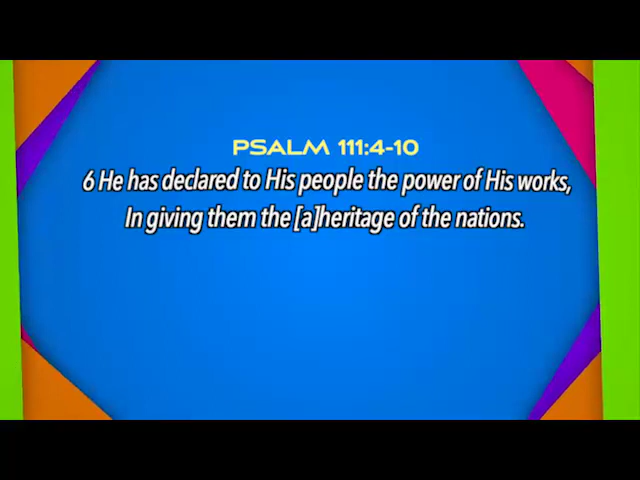 PSALM 111:4-10
6 He has declared to His people the power of His works,
In giving them the [a]heritage of the nations.